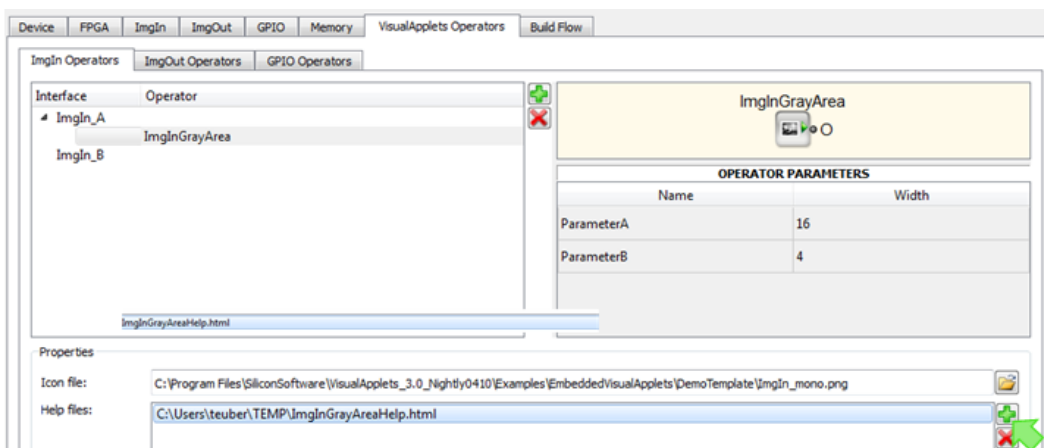 Device FPGA ImgIn ImgOut GPIO Memory VisualApplets Operators Build Flow
ImgIn Operators ImgOut Operators GPIO Operators
Interface Operator
ImgIn_A
ImgInGrayArea
ImgIn_B
ImgInGrayAreaHelp.html
ImgInGrayArea
O
OPERATOR PARAMETERS
Name Width
ParameterA 16
ParameterB 4
Properties
Icon file: C:\Program Files\SiliconSoftware\VisualApplets_3.0_Nightly0410\Examples\EmbeddedVisualApplets\DemoTemplate\ImgIn_mono.png
Help files: C:\Users\teuber\TEMP\ImgInGrayAreaHelp.html